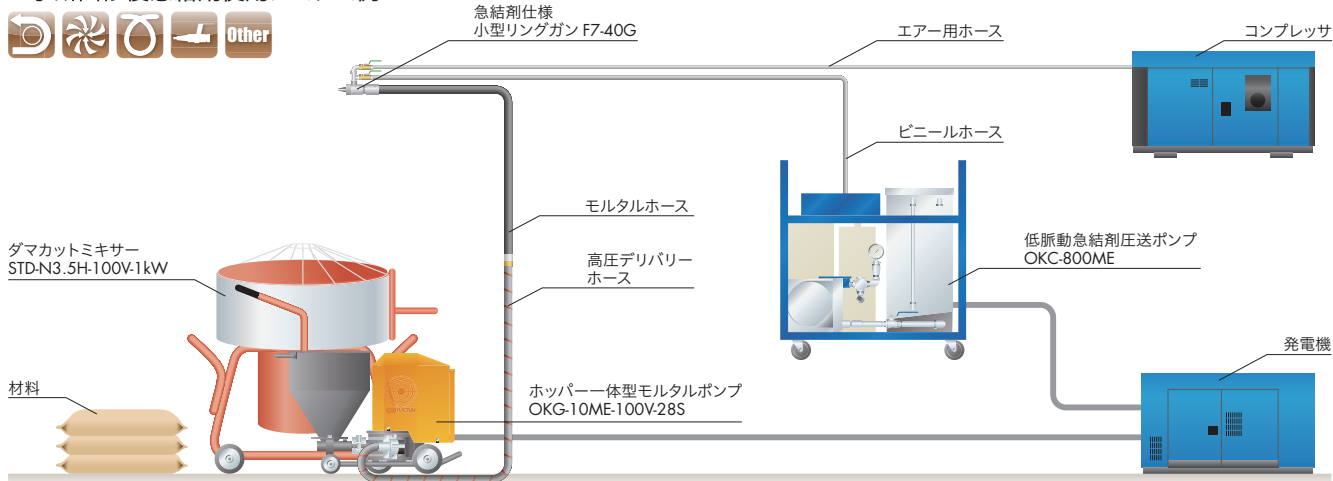 Other
急結剤仕様
小型リングガン F7-40G
エアー用ホース
コンプレッサ
ビニールホース
モルタルホース
ダマカットミキサー
STD-N3.5H-100V-1kW
高圧デリバリー
ホース
低脈動急結剤圧送ポンプ
OKC-800ME
発電機
材料
ホッパー一体型モルタルポンプ
OKG-10ME-100V-28S